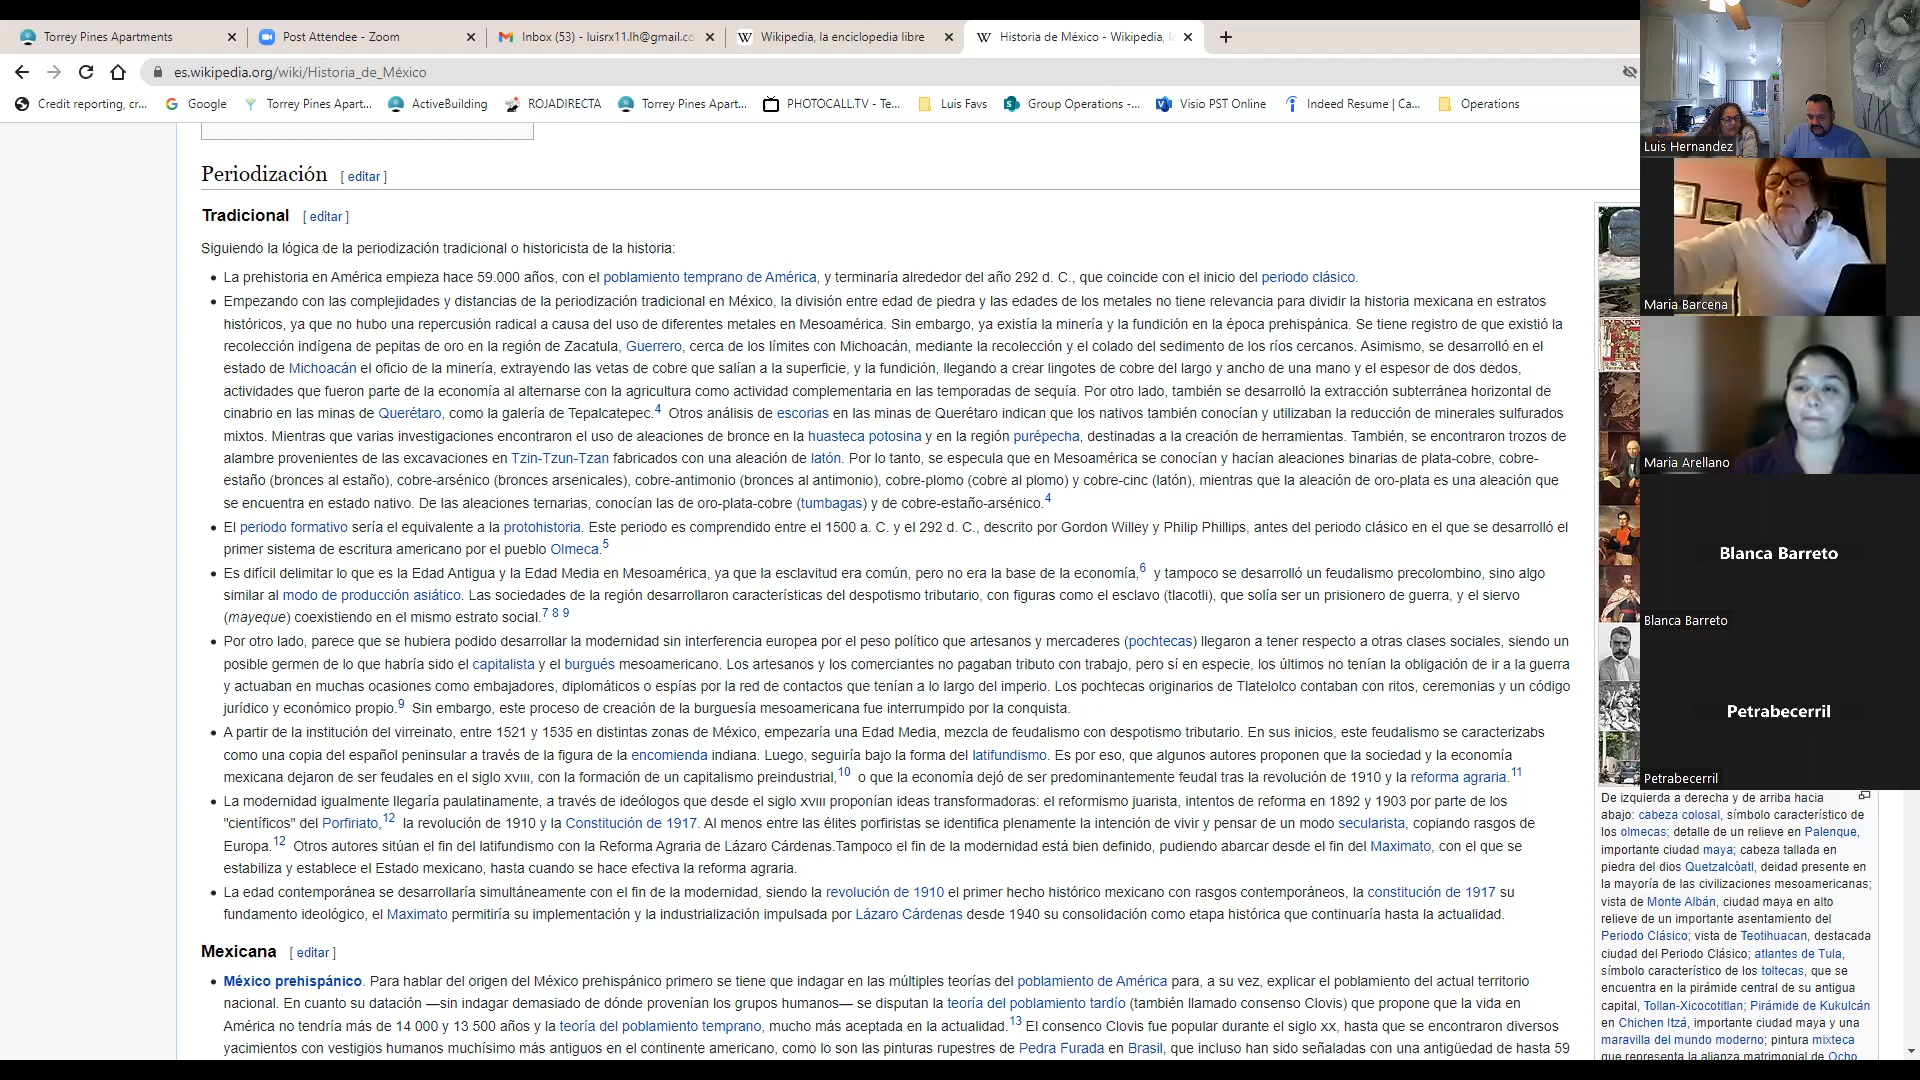 Torrey Pines Apartments
Post Attendee - Zoom
Inbox (53) - luisrx11.lh@gmail.co
Wikipedia, la enciclopedia libre
Historia de México - Wikipedia, l
es.wikipedia.org/wiki/Historia_de_México
Credit reporting, cr...
Google
Torrey Pines Apart...
ActiveBuilding
ROJADIRECTA
Torrey Pines Apart...
PHOTOCALL.TV - Te...
Luis Favs
Group Operations -...
Visio PST Online
Indeed Resume | Ca...
Operations
Periodización [ editar ]
Tradicional [ editar ]
Siguiendo la lógica de la periodización tradicional o historicista de la historia:
La prehistoria en América empieza hace 59.000 años, con el poblamiento temprano de América, y terminaría alrededor del año 292 d. C., que coincide con el inicio del periodo clásico.
Empezando con las complejidades y distancias de la periodización tradicional en México, la división entre edad de piedra y las edades de los metales no tiene relevancia para dividir la historia mexicana en estratos
históricos, ya que no hubo una repercusión radical a causa del uso de diferentes metales en Mesoamérica. Sin embargo, ya existía la minería y la fundición en la época prehispánica. Se tiene registro de que existió la
recolección indígena de pepitas de oro en la región de Zacatula, Guerrero, cerca de los límites con Michoacán, mediante la recolección y el colado del sedimento de los ríos cercanos. Asimismo, se desarrolló en el
estado de Michoacán el oficio de la minería, extrayendo las vetas de cobre que salían a la superficie, y la fundición, llegando a crear lingotes de cobre del largo y ancho de una mano y el espesor de dos dedos,
actividades que fueron parte de la economía al alternarse con la agricultura como actividad complementaria en las temporadas de sequía. Por otro lado, también se desarrolló la extracción subterránea horizontal de
cinabrio en las minas de Querétaro, como la galería de Tepalcatepec.4 Otros análisis de escorias en las minas de Querétaro indican que los nativos también conocían y utilizaban la reducción de minerales sulfurados
mixtos. Mientras que varias investigaciones encontraron el uso de aleaciones de bronce en la huasteca potosina y en la región purépecha, destinadas a la creación de herramientas. También, se encontraron trozos de
alambre provenientes de las excavaciones en Tzin-Tzun-Tzan fabricados con una aleación de latón. Por lo tanto, se especula que en Mesoamérica se conocían y hacían aleaciones binarias de plata-cobre, cobre-
estaño (bronces al estaño), cobre-arsénico (bronces arsenicales), cobre-antimonio (bronces al antimonio), cobre-plomo (cobre al plomo) y cobre-cinc (latón), mientras que la aleación de oro-plata es una aleación que
se encuentra en estado nativo. De las aleaciones ternarias, conocían las de oro-plata-cobre (tumbagas) y de cobre-estaño-arsénico.4
El periodo formativo sería el equivalente a la protohistoria. Este periodo es comprendido entre el 1500 a. C. y el 292 d. C., descrito por Gordon Willey y Philip Phillips, antes del periodo clásico en el que se desarrolló el
primer sistema de escritura americano por el pueblo Olmeca.5
Es difícil delimitar lo que es la Edad Antigua y la Edad Media en Mesoamérica, ya que la esclavitud era común, pero no era la base de la economía,6 y tampoco se desarrolló un feudalismo precolombino, sino algo
similar al modo de producción asiático. Las sociedades de la región desarrollaron características del despotismo tributario, con figuras como el esclavo (tlacotli), que solía ser un prisionero de guerra, y el siervo
(mayeque) coexistiendo en el mismo estrato social.7 8 9
Por otro lado, parece que se hubiera podido desarrollar la modernidad sin interferencia europea por el peso político que artesanos y mercaderes (pochtecas) llegaron a tener respecto a otras clases sociales, siendo un
posible germen de lo que habría sido el capitalista y el burgués mesoamericano. Los artesanos y los comerciantes no pagaban tributo con trabajo, pero sí en especie, los últimos no tenían la obligación de ir a la guerra
y actuaban en muchas ocasiones como embajadores, diplomáticos o espías por la red de contactos que tenían a lo largo del imperio. Los pochtecas originarios de Tlatelolco contaban con ritos, ceremonias y un código
jurídico y económico propio.9 Sin embargo, este proceso de creación de la burguesía mesoamericana fue interrumpido por la conquista.
A partir de la institución del virreinato, entre 1521 y 1535 en distintas zonas de México, empezaría una Edad Media, mezcla de feudalismo con despotismo tributario. En sus inicios, este feudalismo se caracterizabs
como una copia del español peninsular a través de la figura de la encomienda indiana. Luego, seguiría bajo la forma del latifundismo. Es por eso, que algunos autores proponen que la sociedad y la economía
mexicana dejaron de ser feudales en el siglo XVIII, con la formación de un capitalismo preindustrial,10 o que la economía dejó de ser predominantemente feudal tras la revolución de 1910 y la reforma agraria.11
La modernidad igualmente llegaría paulatinamente, a través de ideólogos que desde el siglo XVIII proponían ideas transformadoras: el reformismo juarista, intentos de reforma en 1892 y 1903 por parte de los
"científicos" del Porfiriato,12 la revolución de 1910 y la Constitución de 1917. Al menos entre las élites porfiristas se identifica plenamente la intención de vivir y pensar de un modo secularista, copiando rasgos de
Europa.12 Otros autores sitúan el fin del latifundismo con la Reforma Agraria de Lázaro Cárdenas.Tampoco el fin de la modernidad está bien definido, pudiendo abarcar desde el fin del Maximato, con el que se
estabiliza y establece el Estado mexicano, hasta cuando se hace efectiva la reforma agraria.
La edad contemporánea se desarrollaría simultáneamente con el fin de la modernidad, siendo la revolución de 1910 el primer hecho histórico mexicano con rasgos contemporáneos, la constitución de 1917 su
fundamento ideológico, el Maximato permitiría su implementación y la industrialización impulsada por Lázaro Cárdenas desde 1940 su consolidación como etapa histórica que continuaría hasta la actualidad.
Mexicana [ editar ]
México prehispánico. Para hablar del origen del México prehispánico primero se tiene que indagar en las múltiples teorías del poblamiento de América para, a su vez, explicar el poblamiento del actual territorio
nacional. En cuanto su datación —sin indagar demasiado de dónde provenían los grupos humanos— se disputan la teoría del poblamiento tardío (también llamado consenso Clovis) que propone que la vida en
América no tendría más de 14 000 y 13 500 años y la teoría del poblamiento temprano, mucho más aceptada en la actualidad.13 El consenco Clovis fue popular durante el siglo XX, hasta que se encontraron diversos
yacimientos con vestigios humanos muchísimo más antiguos en el continente americano, como lo son las pinturas rupestres de Pedra Furada en Brasil, que incluso han sido señaladas con una antigüedad de hasta 59
Luis Hernandez
Maria Barcena
Maria Arellano
Blanca Barreto
Blanca Barreto
Petrabecerril
Petrabecerril
De izquierda a derecha y de arriba hacia
abajo: cabeza colosal, símbolo característico de
los olmecas; detalle de un relieve en Palenque,
importante ciudad maya; cabeza tallada en
piedra del dios Quetzalcóatl, deidad presente en
la mayoría de las civilizaciones mesoamericanas;
vista de Monte Albán, ciudad maya en alto
relieve de un importante asentamiento del
Periodo Clásico; vista de Teotihuacan, destacada
ciudad del Periodo Clásico; atlantes de Tula,
símbolo característico de los toltecas, que se
encuentra en la pirámide central de su antigua
capital, Tollan-Xicocotitlan; Pirámide de Kukulcán
en Chichen Itzá, importante ciudad maya y una
maravilla del mundo moderno; pintura mixteca
que representa la alianza matrimonial de Ocho